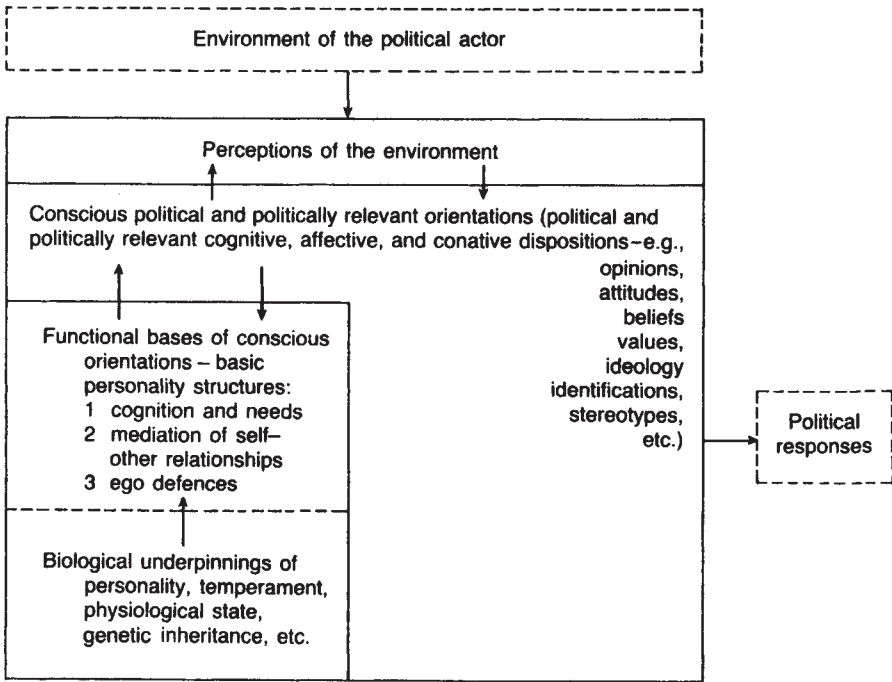 Environment of the political actor
Perceptions of the environment
Conscious political and politically relevant orientations (political and
politically relevant cognitive, affective, and conative dispositions–e.g.,
opinions,
attitudes,
beliefs
values,
ideology
identifications,
stereotypes,
etc.)
Functional bases of conscious
orientations – basic
personality structures:
1 cognition and needs
2 mediation of self–
other relationships
3 ego defences
Biological underpinnings of
personality, temperament,
physiological state,
genetic inheritance, etc.
Political
responses